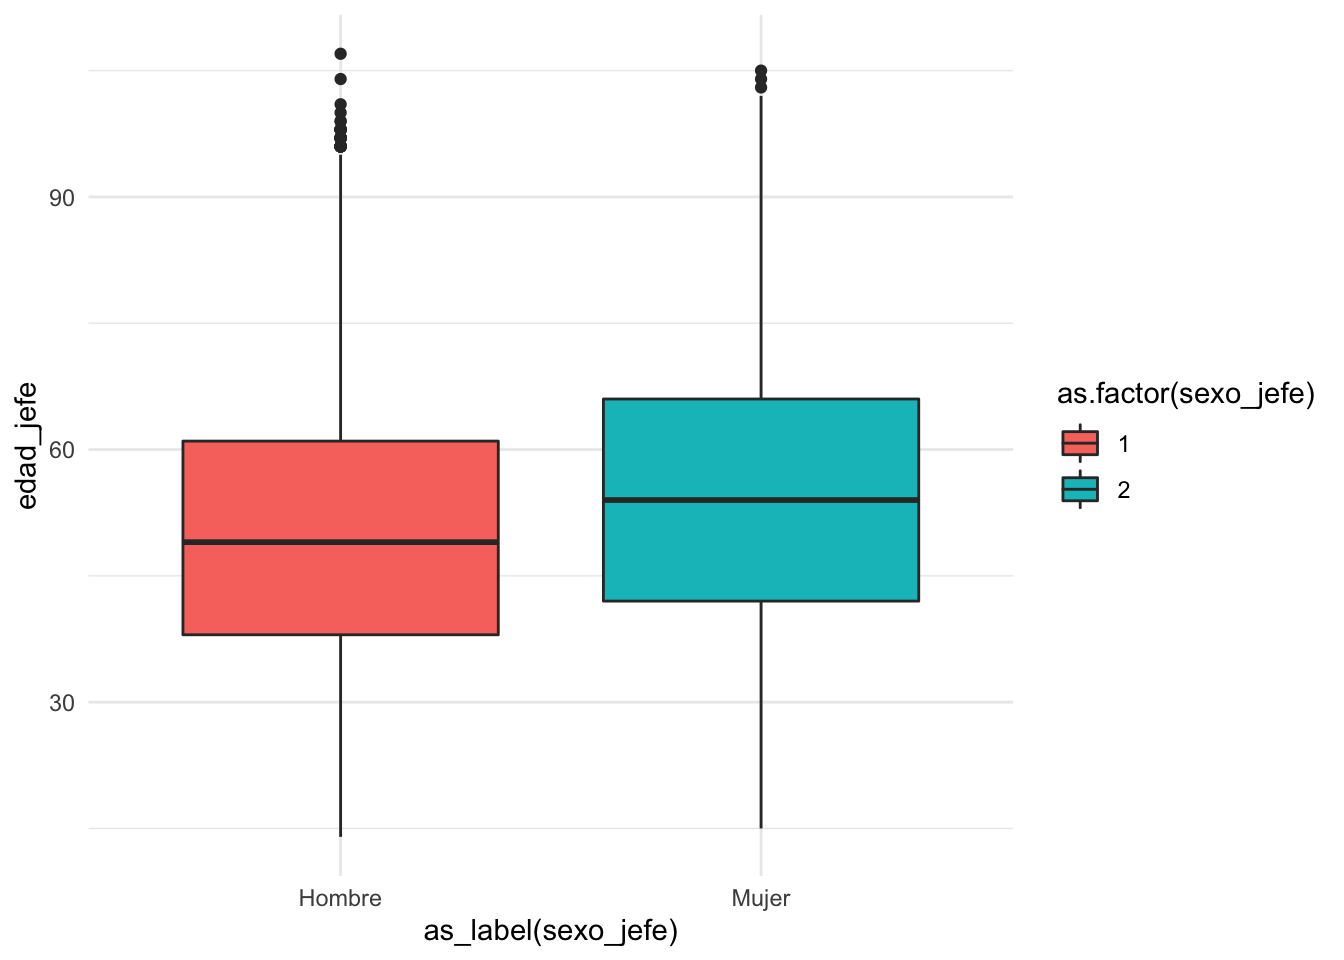 90
60
30
edad_jefe
Hombre
Mujer
as_label(sexo_jefe)
as.factor(sexo_jefe)
1
2